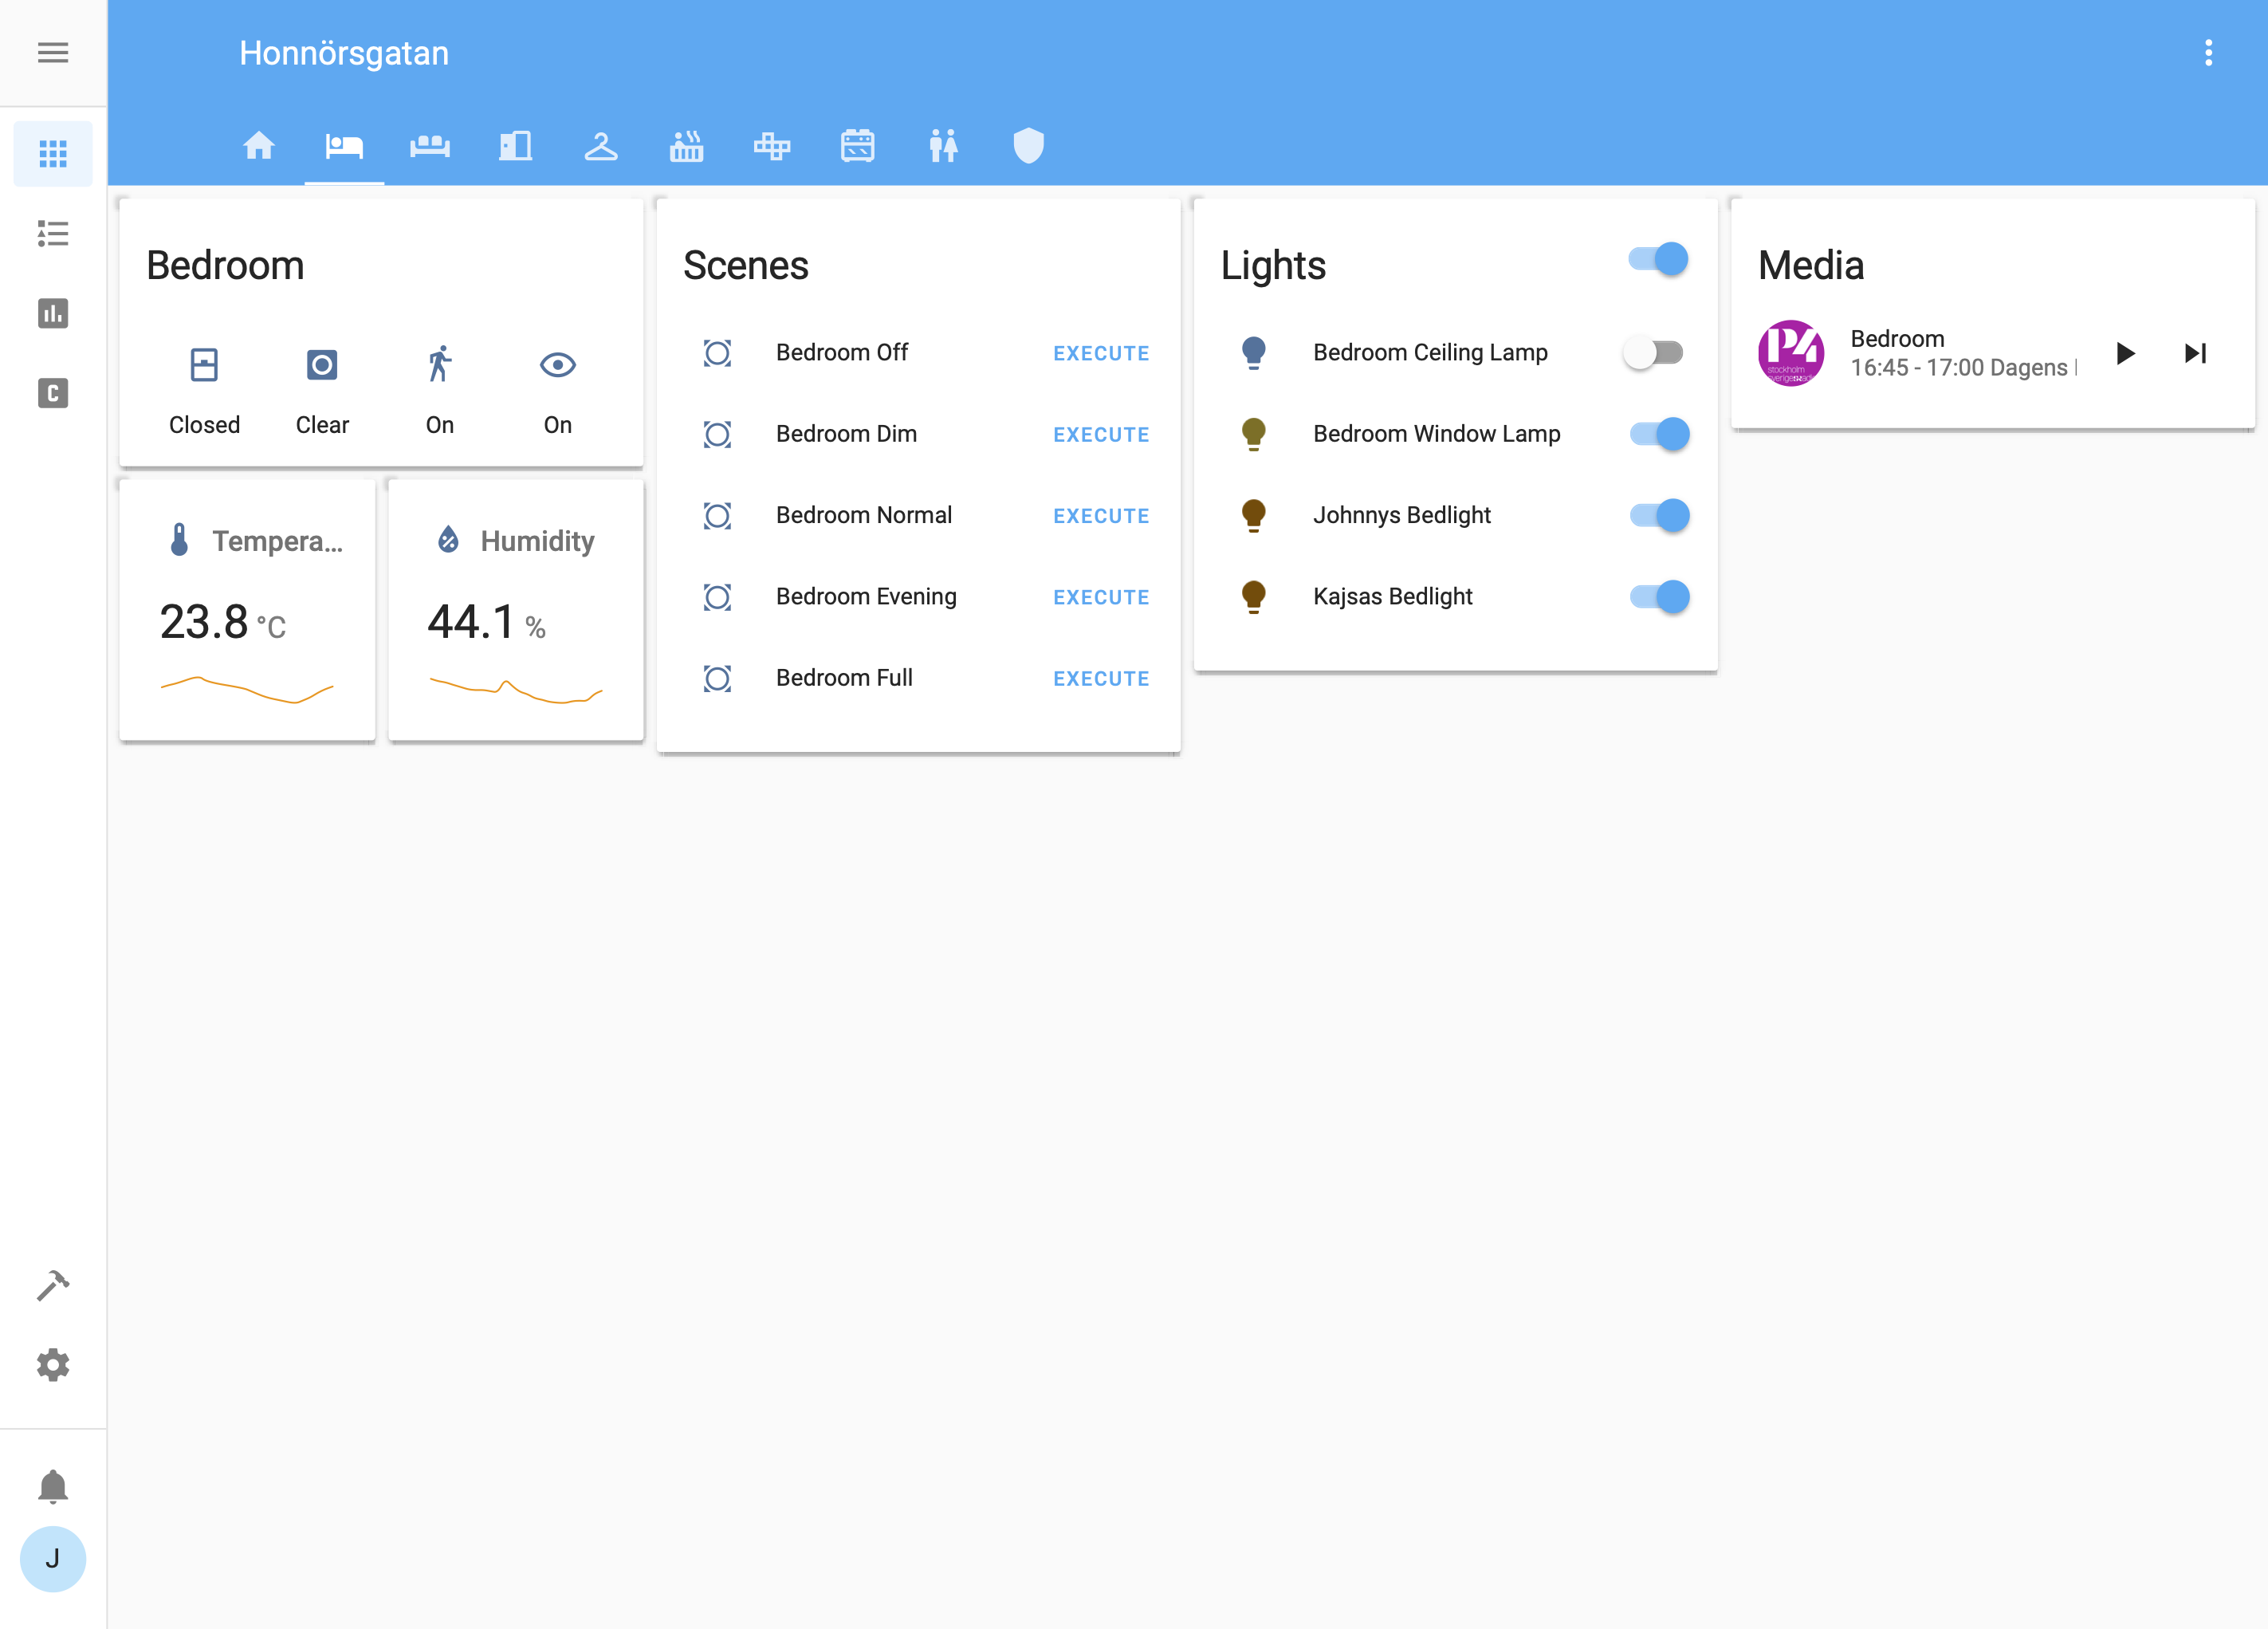 Honnörsgatan
Bedroom
Closed
Clear
On
On
Tempera...
23.8 °C
Humidity
44.1 %
Scenes
Bedroom Off EXECUTE
Bedroom Dim EXECUTE
Bedroom Normal EXECUTE
Bedroom Evening EXECUTE
Bedroom Full EXECUTE
Lights
Bedroom Ceiling Lamp
Bedroom Window Lamp
Johnnys Bedlight
Kajsas Bedlight
Media
P4
stockholm
Bedroom
16:45 - 17:00 Dagens
C
J